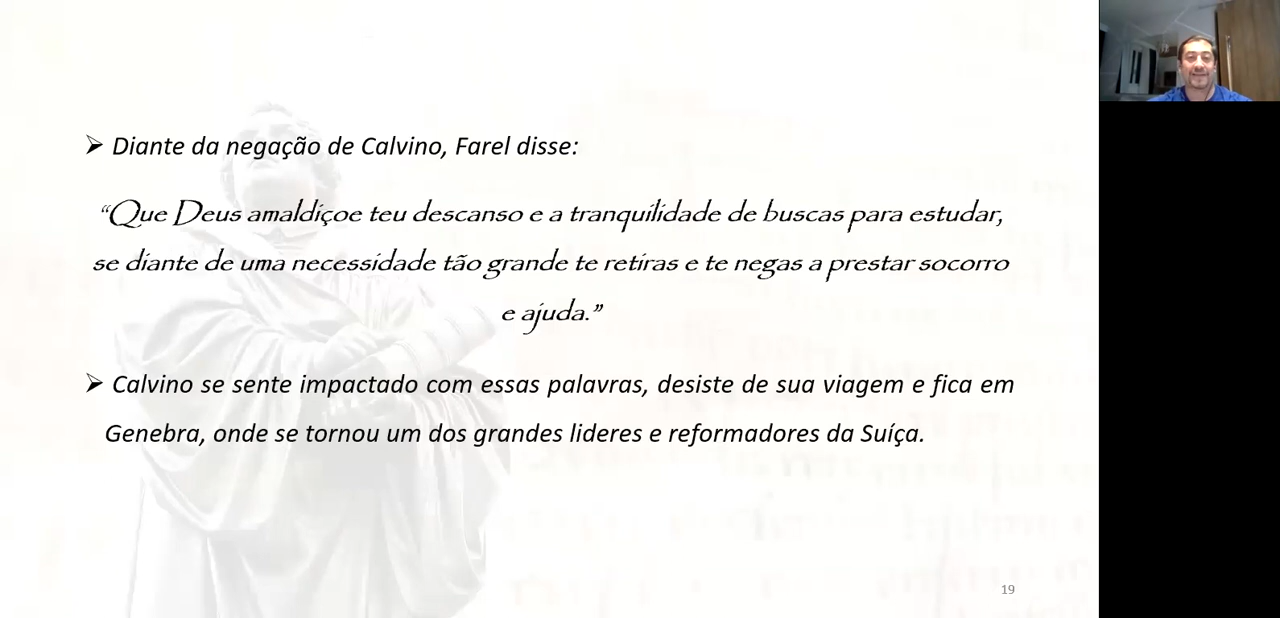 ➢ Diante da negação de Calvino, Farel disse:
“Que Deus amaldiçoe teu descanso e a tranquilidade de buscas para estudar,
se diante de uma necessidade tão grande te retiras e te negas a prestar socorro
e ajuda.”
➢ Calvino se sente impactado com essas palavras, desiste de sua viagem e fica em
Genebra, onde se tornou um dos grandes lideres e reformadores da Suíça.
19